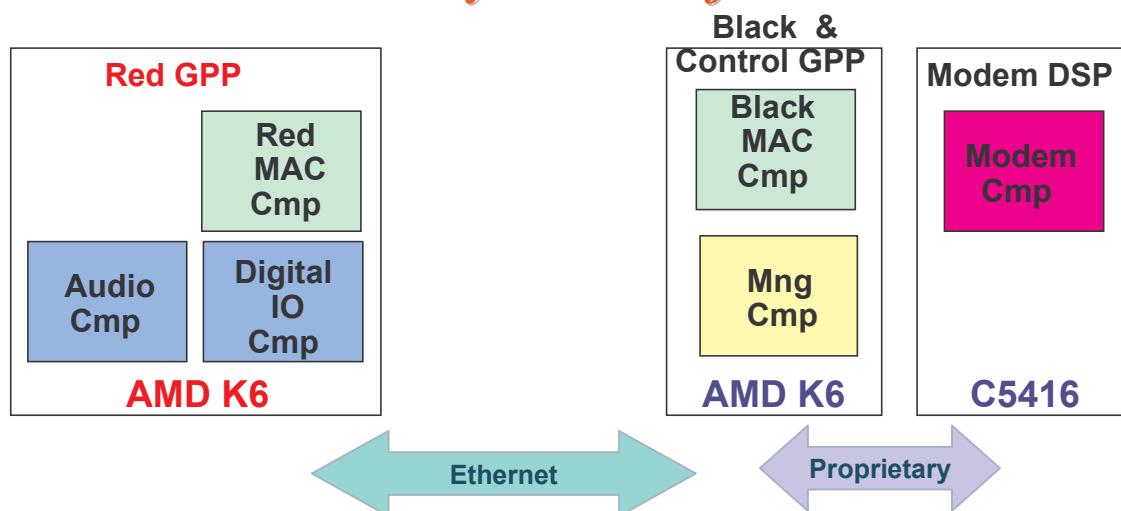 Red GPP
Red
MAC
Cmp
Audio
Cmp
Digital
IO
Cmp
AMD K6
Black &
Control GPP
Black
MAC
Cmp
Mng
Cmp
AMD K6
Modem DSP
Modem
Cmp
C5416
Ethernet
Proprietary